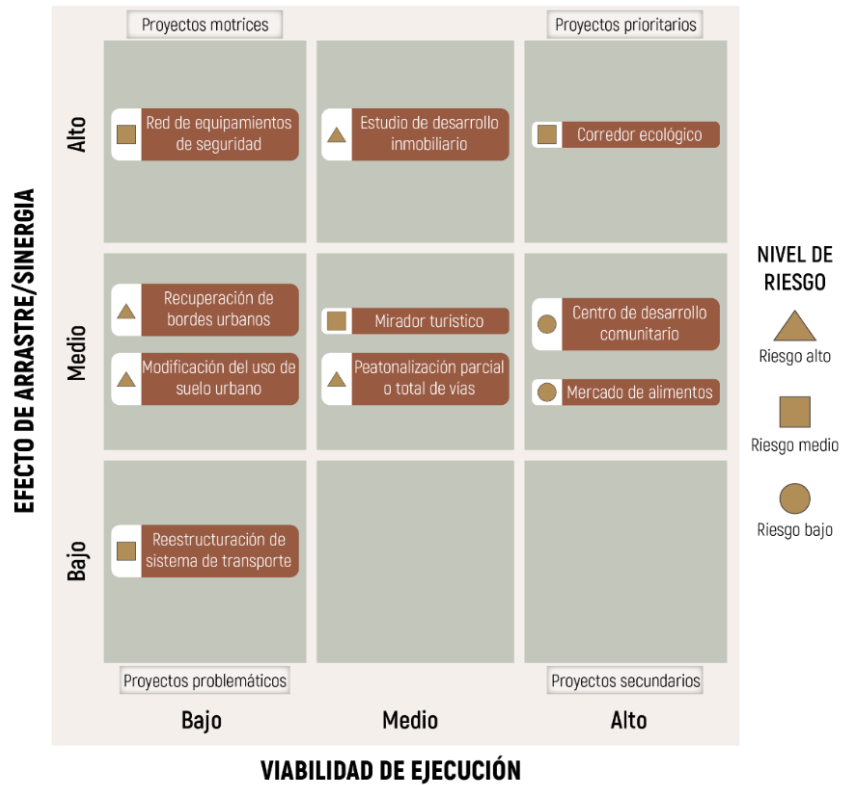 Proyectos motrices
Proyectos prioritarios
EFECTO DE ARRASTRE/SINERGIA
Alto
Red de equipamientos
de seguridad
Estudio de desarrollo
inmobiliario
Corredor ecológico
Medio
Recuperación de
bordes urbanos
Modificación del uso de
suelo urbano
Mirador turístico
Peatonalización parcial
o total de vías
Centro de desarrollo
comunitario
Mercado de alimentos
Bajo
Reestructuración de
sistema de transporte
Proyectos problemáticos
Proyectos secundarios
Bajo
Medio
Alto
VIABILIDAD DE EJECUCIÓN
NIVEL DE
RIESGO
Riesgo alto
Riesgo medio
Riesgo bajo